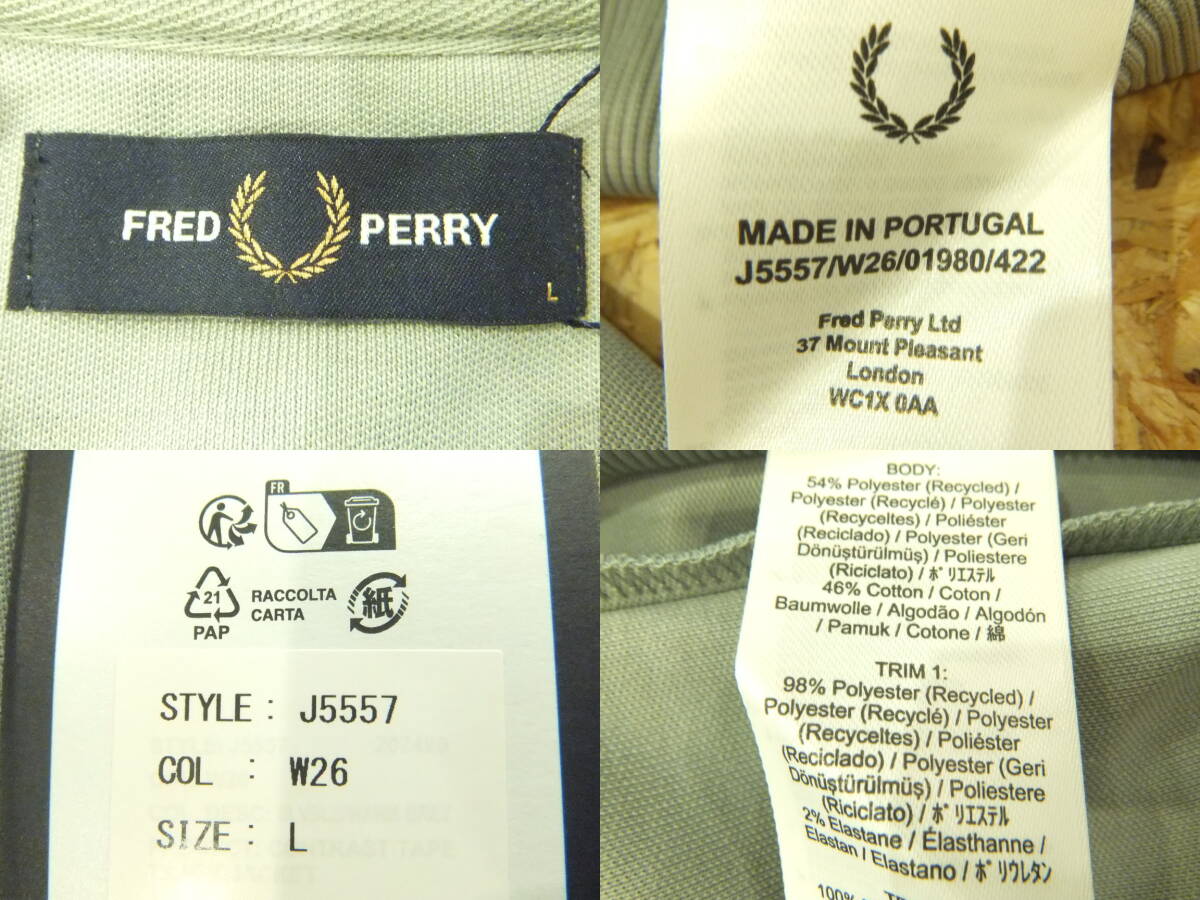 FRED PERRY
L
MADE IN PORTUGAL
J5557/W26/01980/422
Fred Perry Ltd
37 Mount Pleasant
London
WC1X 0AA
FR
21
PAP
RACCOLTA
CARTA
紙
STYLE : J5557
COL : W26
SIZE : L
BODY:
54% Polyester (Recycled) /
Polyester (Recyclé) / Polyester
(Recyceltes) / Poliéster
(Reciclado) / Polyester (Geri
Dönüştürülmüş) / Poliestere
(Riciclato) / ﾎﾟﾘｴｽﾃﾙ
46% Cotton / Coton /
Baumwolle / Algodão / Algodón
/ Pamuk / Cotone / 綿
TRIM 1:
98% Polyester (Recycled) /
Polyester (Recyclé) / Polyester
(Recyceltes) / Poliéster
(Reciclado) / Polyester (Geri
Dönüştürülmüş) / Poliestere
(Riciclato) / ﾎﾟﾘｴｽﾃﾙ
2% Elastane / Élasthanne /
Elastan / Elastano / ﾎﾟﾘｳﾚﾀﾝ
100%